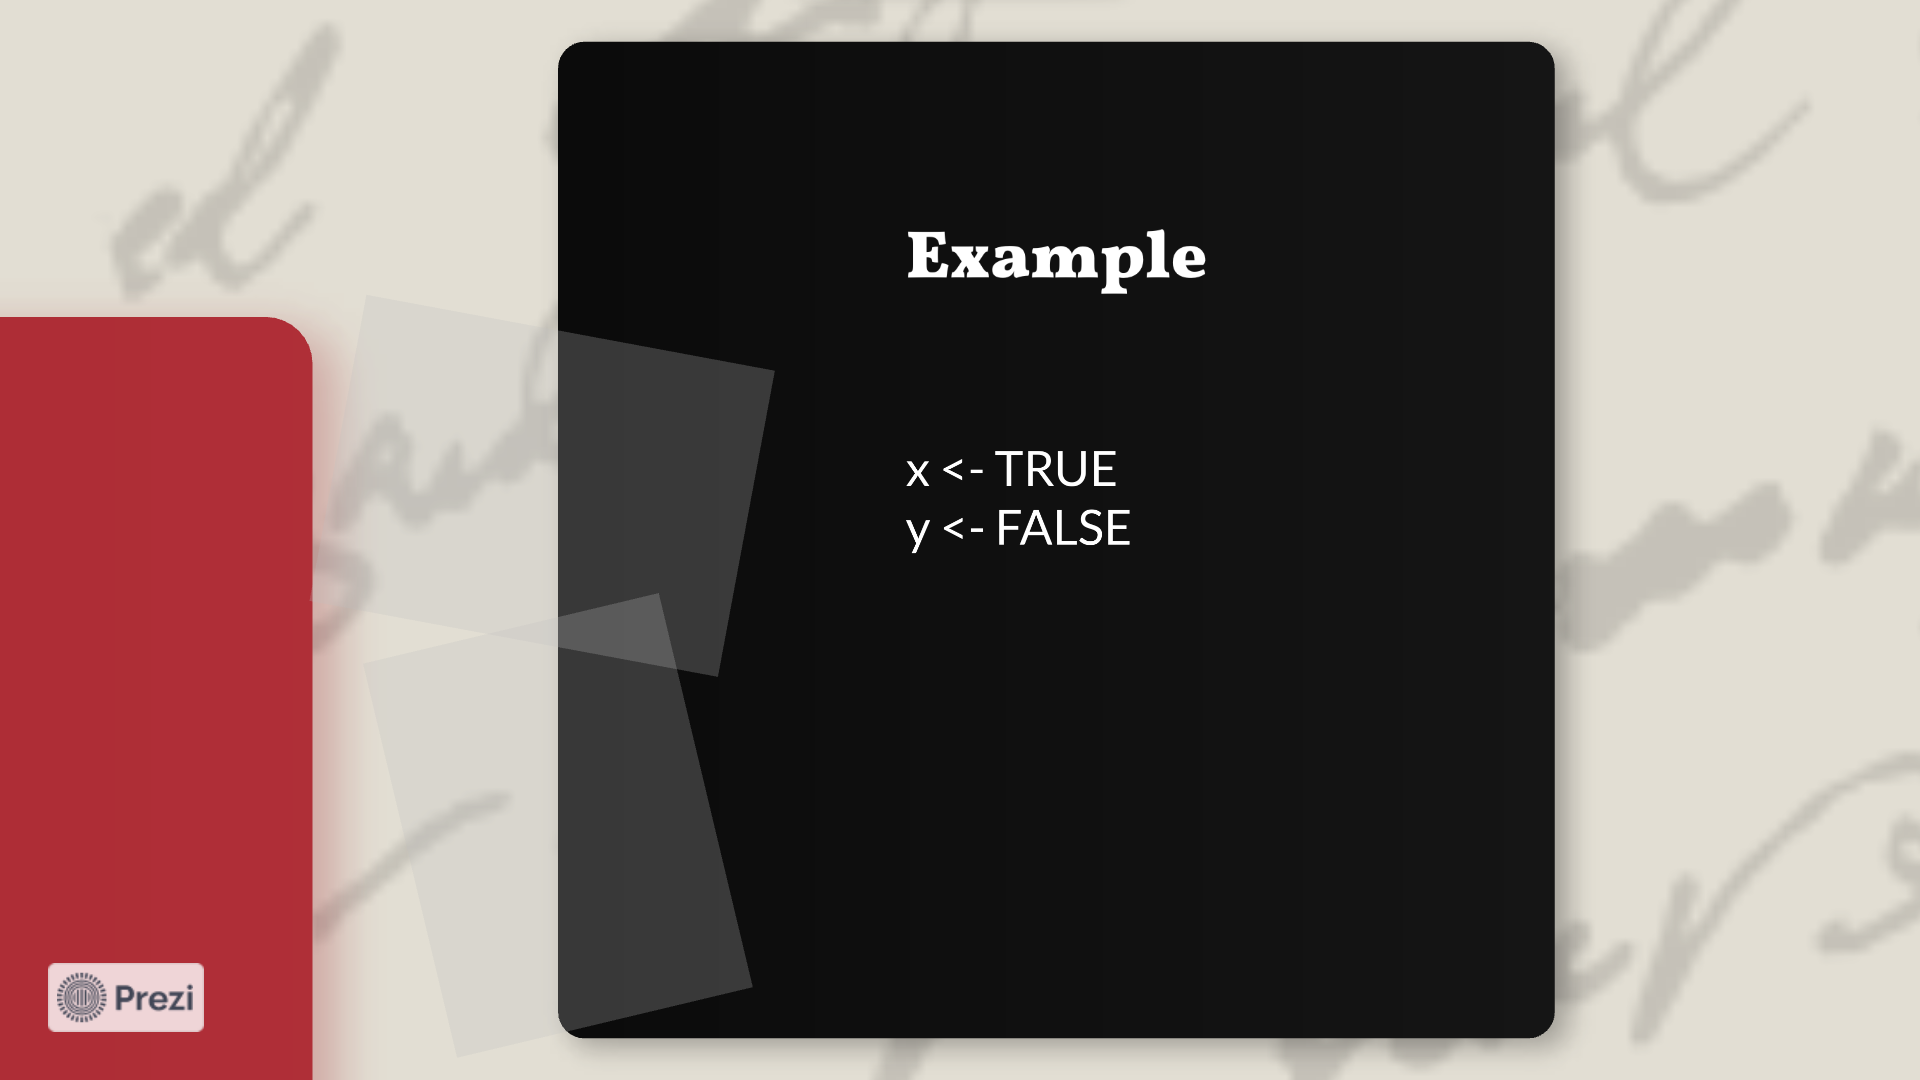 Example
x <- TRUE
y <- FALSE
Prezi